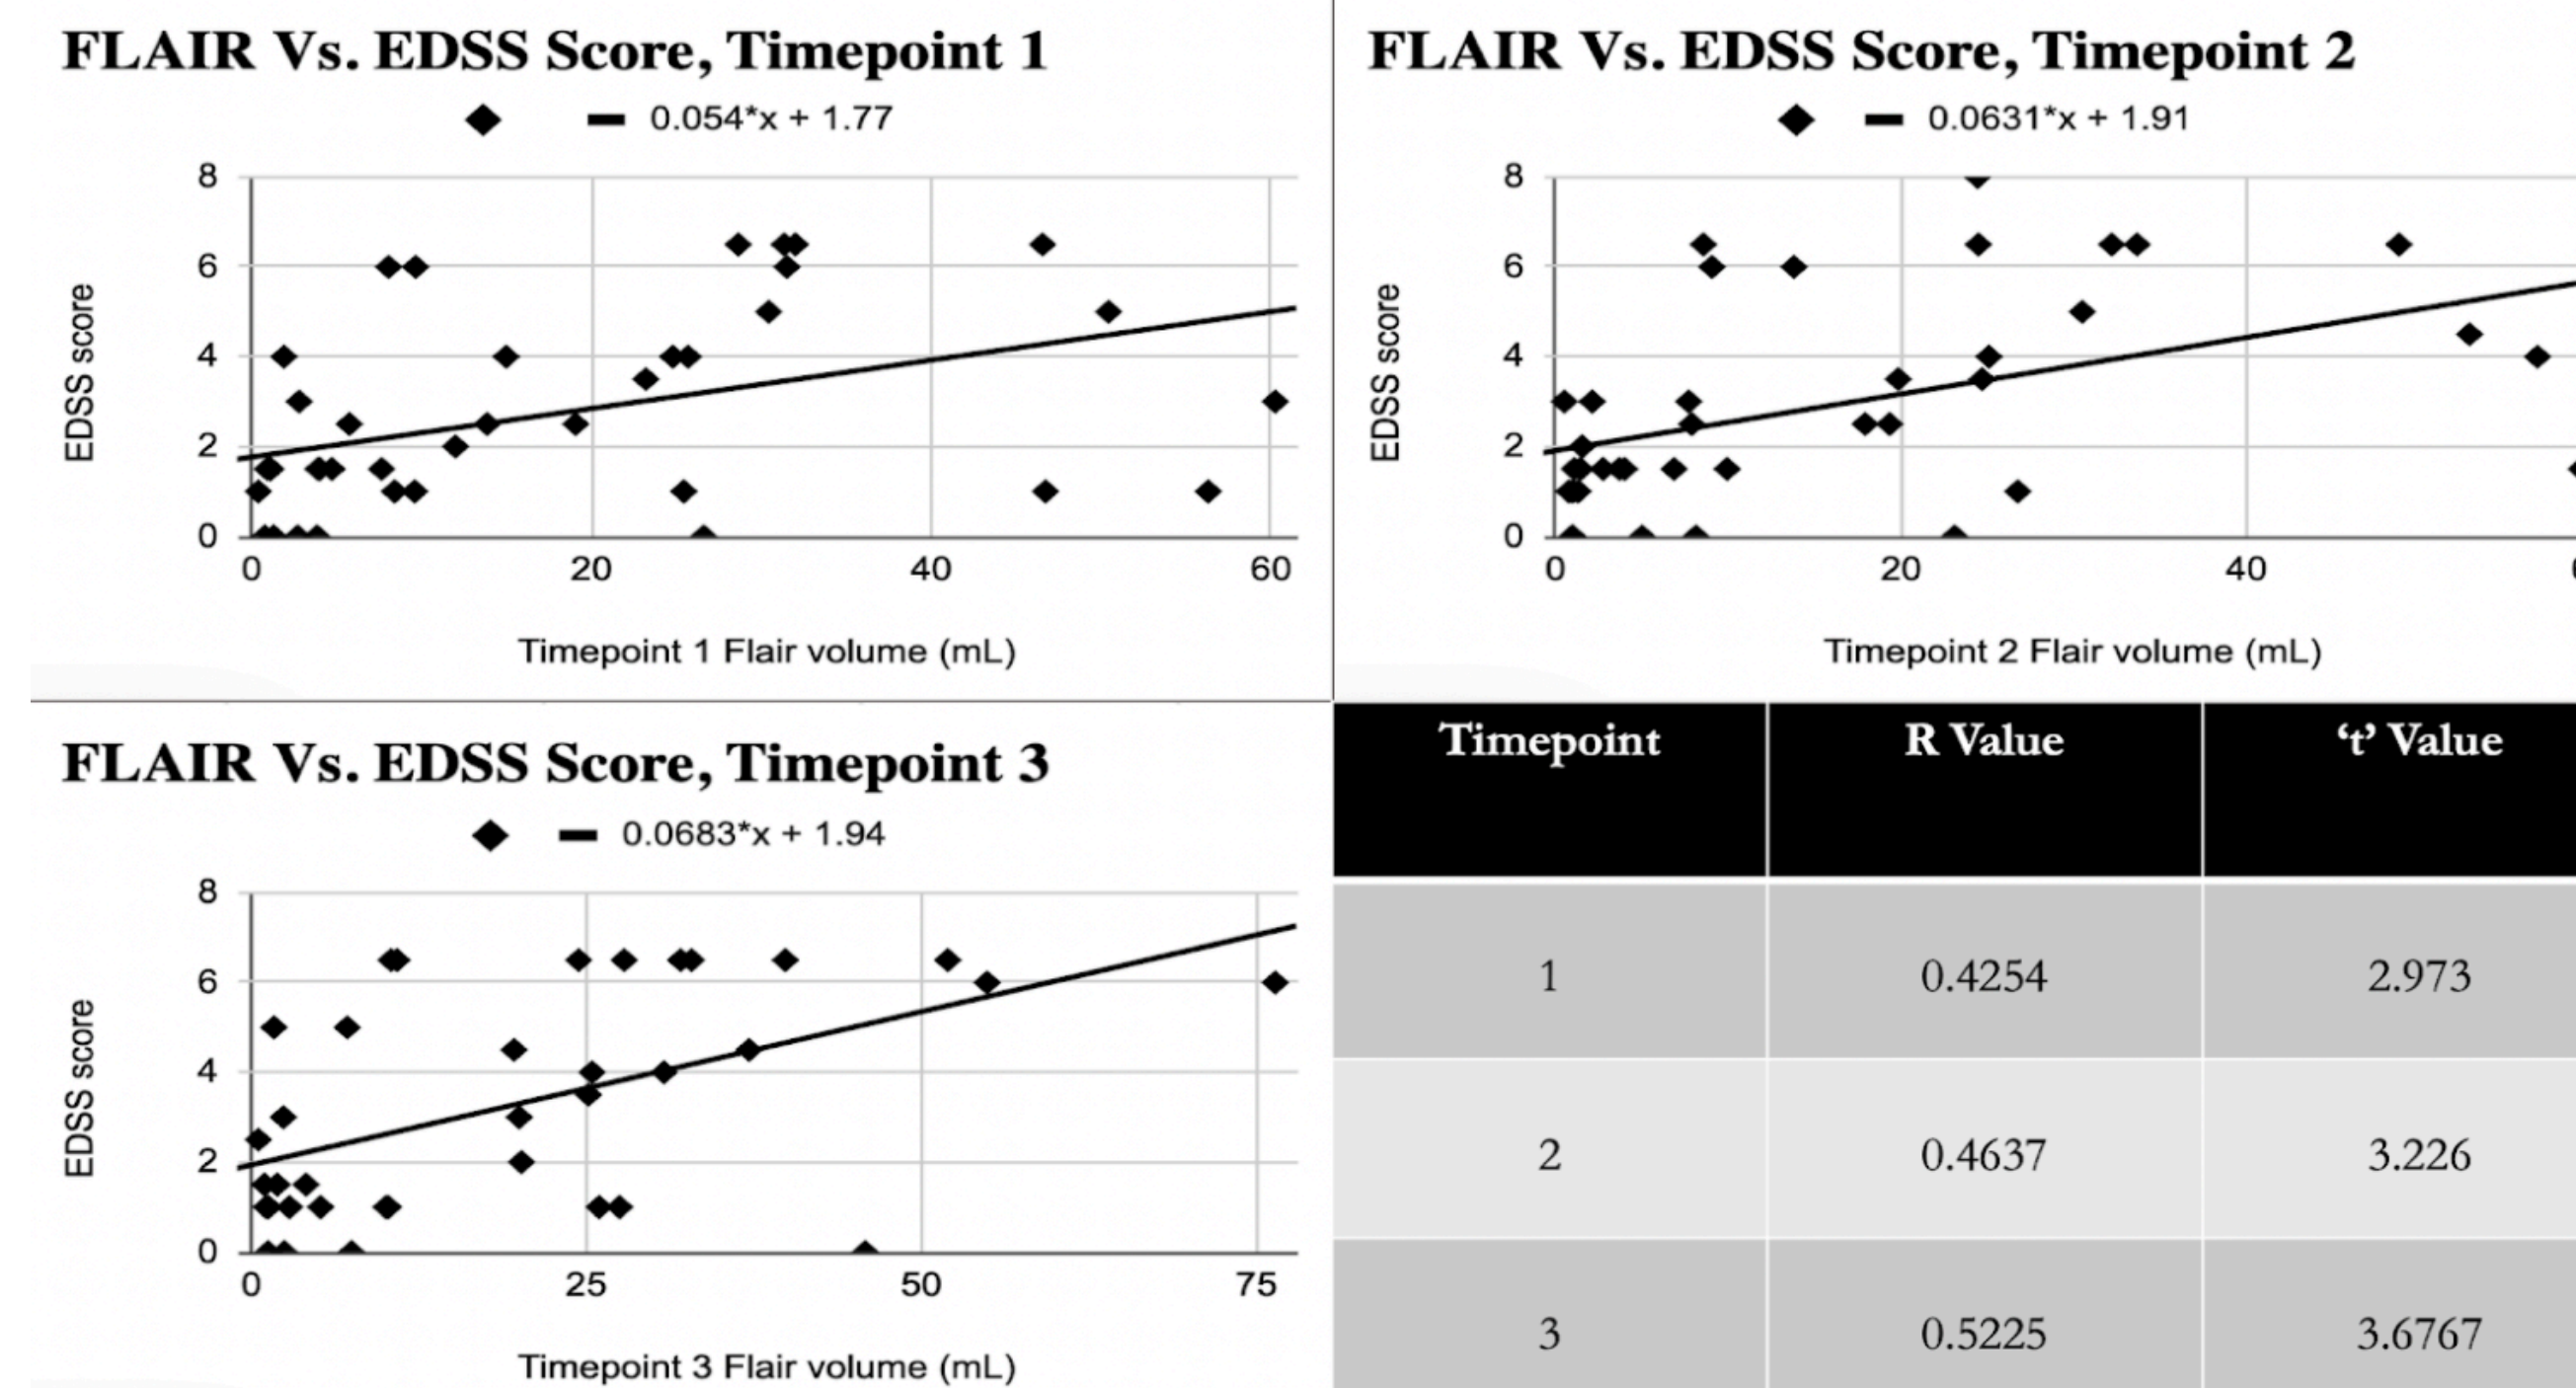 FLAIR Vs. EDSS Score, Timepoint 1
0.054*x + 1.77
8
6
4
2
0
EDSS score
0 20 40 60
Timepoint 1 Flair volume (mL)
FLAIR Vs. EDSS Score, Timepoint 2
0.0631*x + 1.91
8
6
4
2
0
EDSS score
0 20 40
Timepoint 2 Flair volume (mL)
FLAIR Vs. EDSS Score, Timepoint 3
0.0683*x + 1.94
8
6
4
2
0
EDSS score
0 25 50 75
Timepoint 3 Flair volume (mL)
Timepoint R Value ‘t’ Value
1 0.4254 2.973
2 0.4637 3.226
3 0.5225 3.6767